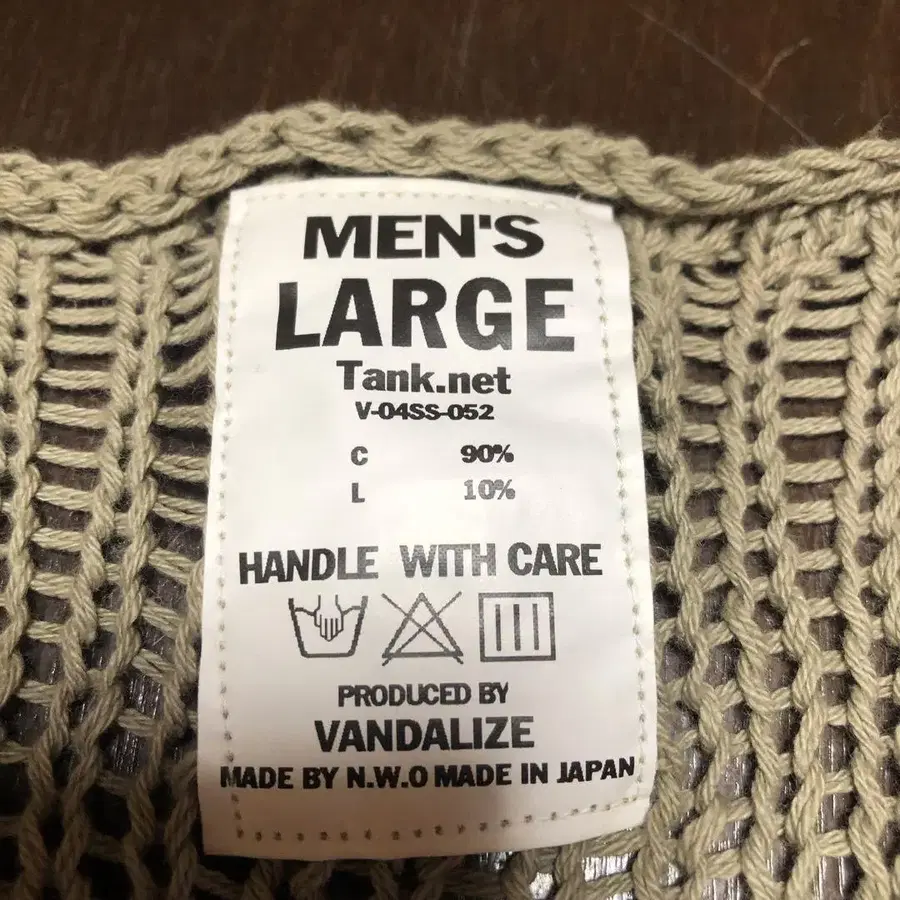 MEN'S
LARGE
Tank.net
V-04SS-052
C 90%
L 10%
HANDLE WITH CARE
PRODUCED BY
VANDALIZE
MADE BY N.W.O MADE IN JAPAN